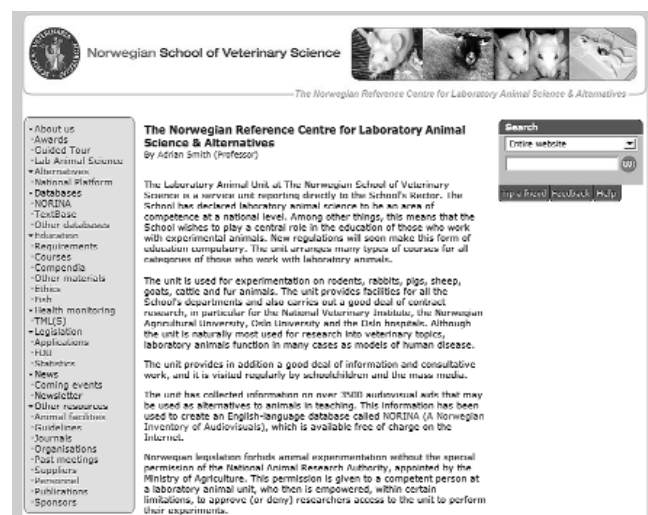 Norwegian School of Veterinary Science
The Norwegian Reference Centre for Laboratory Animal Science & Alternatives
About us
-Awards
-Guided Tour
-Lab Animal Science
Alternatives
-National Platform
Databases
-NORINA
-TextBase
-Other databases
Education
-Requirements
-Courses
-Compendia
-Other materials
Ethics
Fish
Health monitoring
-TML(S)
Legislation
-Applications
-FDU
-Statistics
News
-Coming events
-Newsletter
Other resources
-Animal facilities
-Guidelines
-Journals
-Organisations
-Past meetings
-Suppliers
-Personnel
-Publications
-Sponsors
The Norwegian Reference Centre for Laboratory Animal
Science & Alternatives
By Adrian Smith (Professor)
The Laboratory Animal Unit at The Norwegian School of Veterinary
Science is a service unit reporting directly to the School's Rector. The
School has declared laboratory animal science to be an area of
competence at a national level. Among other things, this means that the
School wishes to play a central role in the education of those who work
with experimental animals. New regulations will soon make this form of
education compulsory. The unit arranges many types of courses for all
categories of those who work with laboratory animals.
The unit is used for experimentation on rodents, rabbits, pigs, sheep,
goats, cattle and fur animals. The unit provides facilities for all the
School's departments and also carries out a good deal of contract
research, in particular for the National Veterinary Institute, the Norwegian
Agricultural University, Oslo University and the Oslo hospitals. Although
the unit is naturally most used for research into veterinary topics,
laboratory animals function in many cases as models of human disease.
The unit provides in addition a good deal of information and consultative
work, and it is visited regularly by schoolchildren and the mass media.
The unit has collected information on over 3500 audiovisual aids that may
be used as alternatives to animals in teaching. This information has been
used to create an English-language database called NORINA (A Norwegian
Inventory of Audiovisuals), which is available free of charge on the
Internet.
Norwegian legislation forbids animal experimentation without the special
permission of the National Animal Research Authority, appointed by the
Ministry of Agriculture. This permission is given to a competent person at
a laboratory animal unit, who then is empowered, within certain
limitations, to approve (or deny) researchers access to the unit to perform
their experiments.
Search
Entire website
a friend Feedback Help